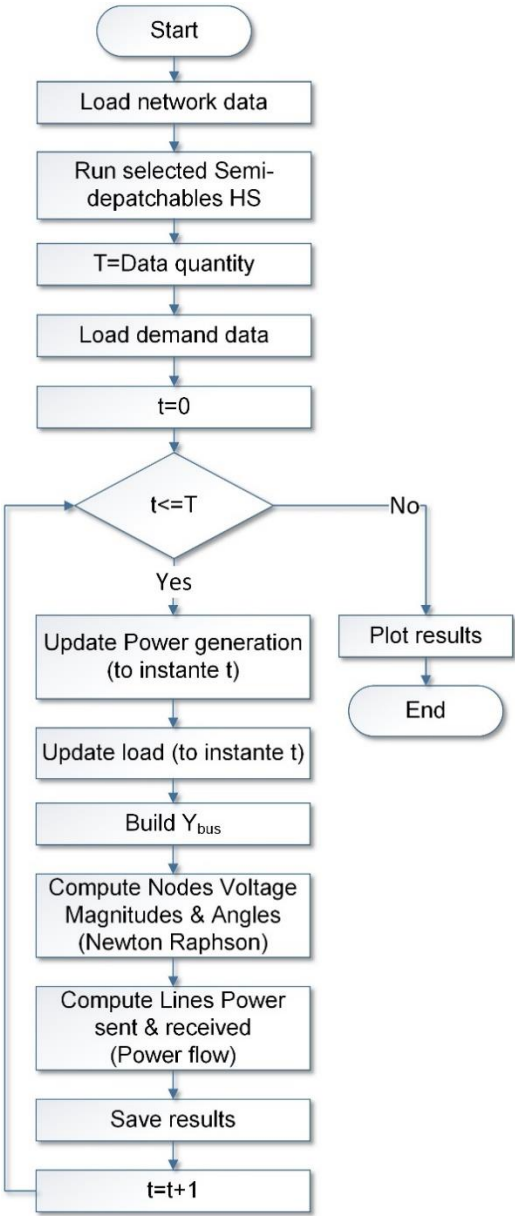 Start
Load network data
Run selected Semi-
depatchables HS
T=Data quantity
Load demand data
t=0
t<=T
No
Yes
Update Power generation
(to instante t)
Plot results
End
Update load (to instante t)
Build Ybus
Compute Nodes Voltage
Magnitudes & Angles
(Newton Raphson)
Compute Lines Power
sent & received
(Power flow)
Save results
t=t+1